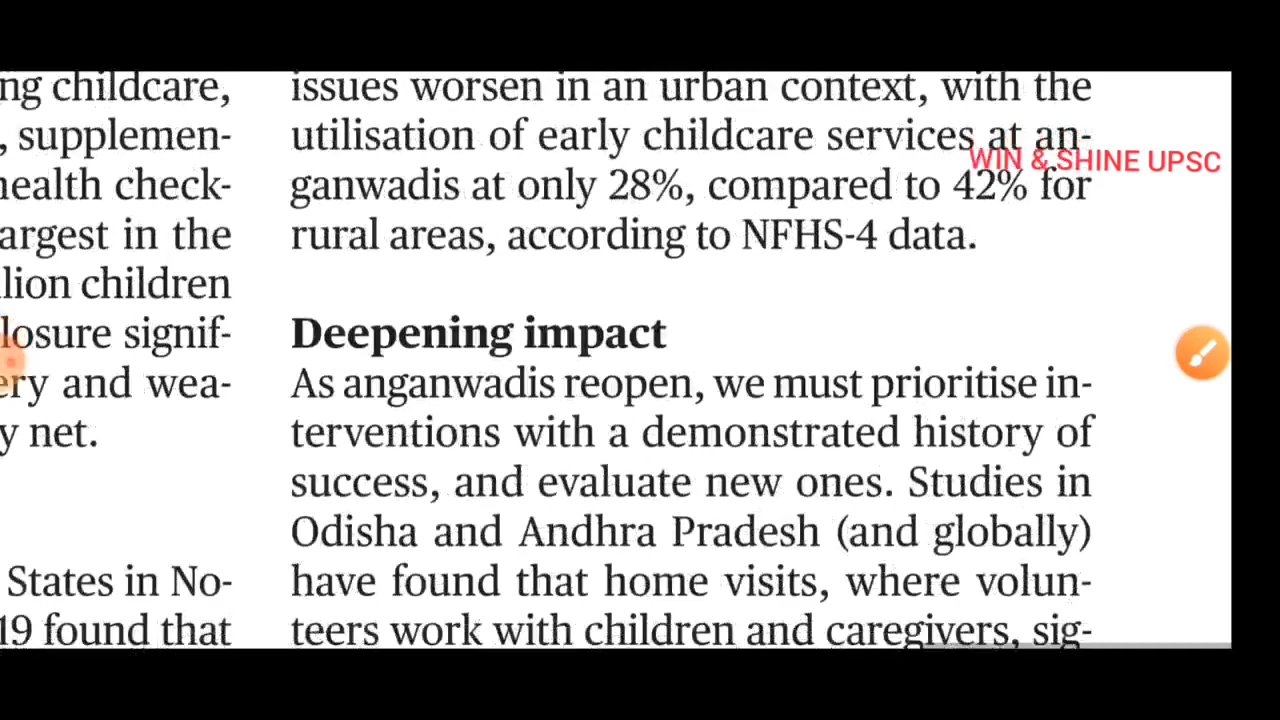 ng childcare,
, supplemen-
health check-
argest in the
lion children
losure signif-
ery and wea-
y net.
States in No-
19 found that
issues worsen in an urban context, with the
utilisation of early childcare services at an-
ganwadis at only 28%, compared to 42% for
rural areas, according to NFHS-4 data.
Deepening impact
As anganwadis reopen, we must prioritise in-
terventions with a demonstrated history of
success, and evaluate new ones. Studies in
Odisha and Andhra Pradesh (and globally)
have found that home visits, where volun-
teers work with children and caregivers, sig-
WIN & SHINE UPSC